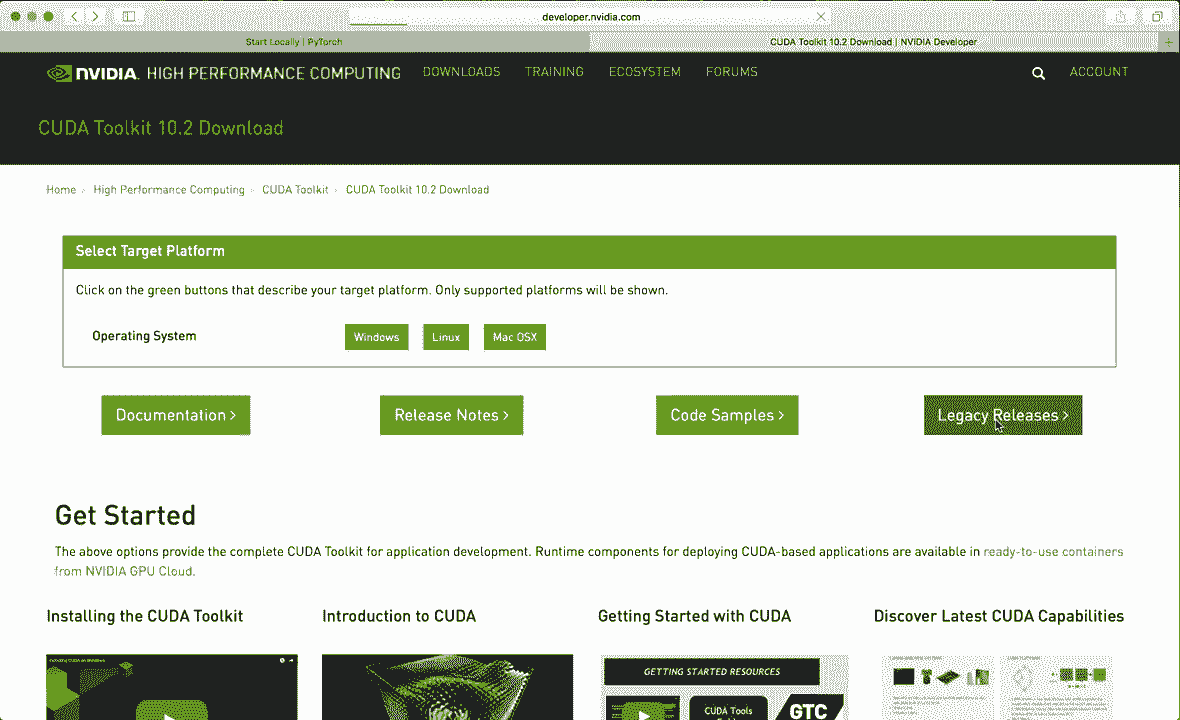 developer.nvidia.com
Start Locally | PyTorch
CUDA Toolkit 10.2 Download | NVIDIA Developer
NVIDIA. HIGH PERFORMANCE COMPUTING DOWNLOADS TRAINING ECOSYSTEM FORUMS ACCOUNT
CUDA Toolkit 10.2 Download
Home > High Performance Computing > CUDA Toolkit > CUDA Toolkit 10.2 Download
Select Target Platform
Click on the green buttons that describe your target platform. Only supported platforms will be shown.
Operating System Windows Linux Mac OSX
Documentation > Release Notes > Code Samples > Legacy Releases >
Get Started
The above options provide the complete CUDA Toolkit for application development. Runtime components for deploying CUDA-based applications are available in ready-to-use containers
from NVIDIA GPU Cloud.
Installing the CUDA Toolkit
Introduction to CUDA
Getting Started with CUDA
Discover Latest CUDA Capabilities
GETTING STARTED RESOURCES
CUDA Tools
GTC